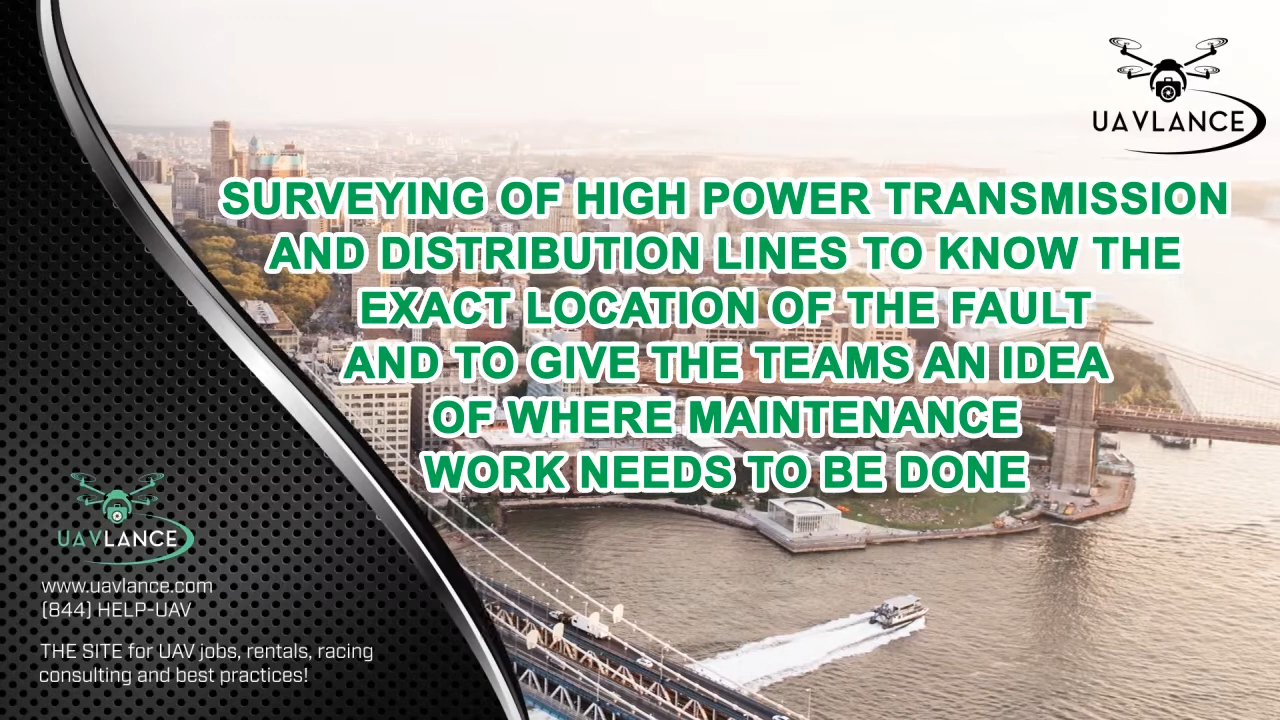 UAVLANCE
SURVEYING OF HIGH POWER TRANSMISSION
AND DISTRIBUTION LINES TO KNOW THE
EXACT LOCATION OF THE FAULT
AND TO GIVE THE TEAMS AN IDEA
OF WHERE MAINTENANCE
WORK NEEDS TO BE DONE
UAVLANCE
www.uavlance.com
(844) HELP-UAV
THE SITE for UAV jobs, rentals, racing
consulting and best practices!